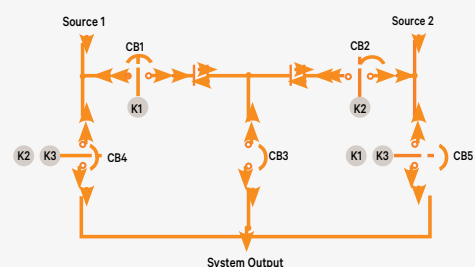 Source 1
Source 2
CB1
CB2
K1
K2
K2
K3
CB4
CB3
K1
K3
CB5
System Output